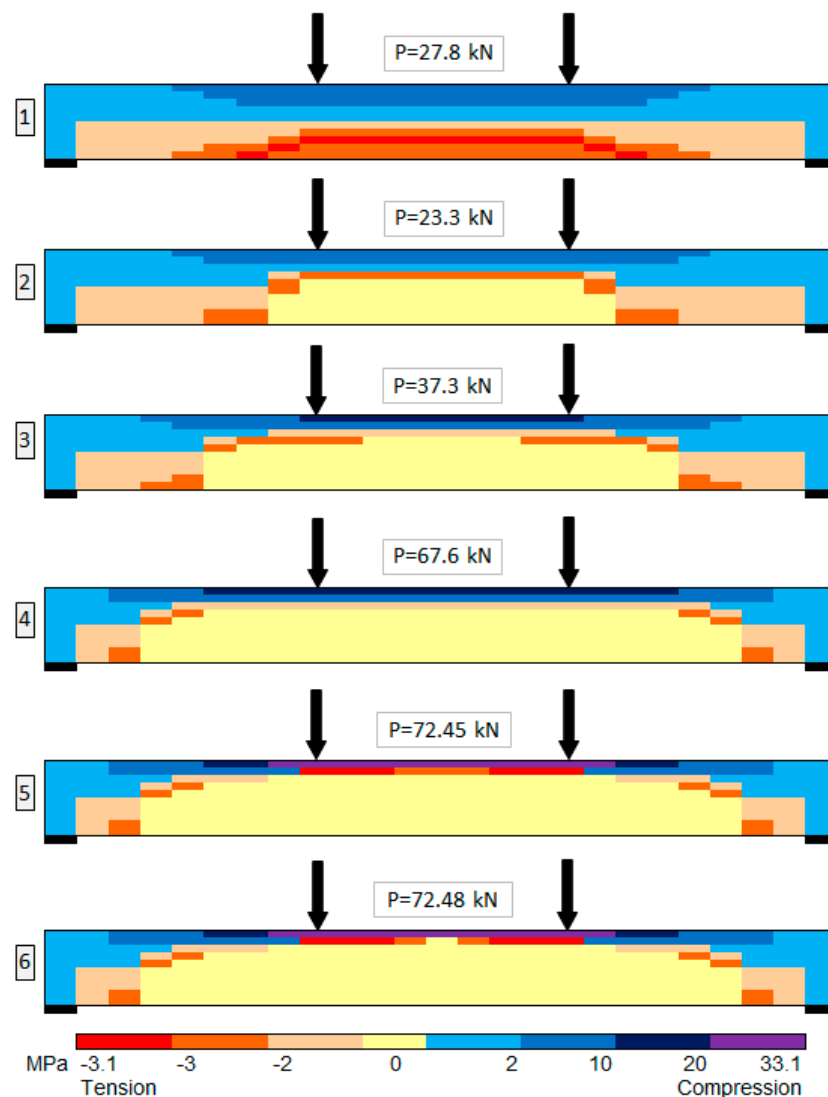 P=27.8 kN
1
P=23.3 kN
2
P=37.3 kN
3
P=67.6 kN
4
P=72.45 kN
5
P=72.48 kN
6
MPa -3.1 -3 -2 0 2 10 20 33.1
Tension Compression